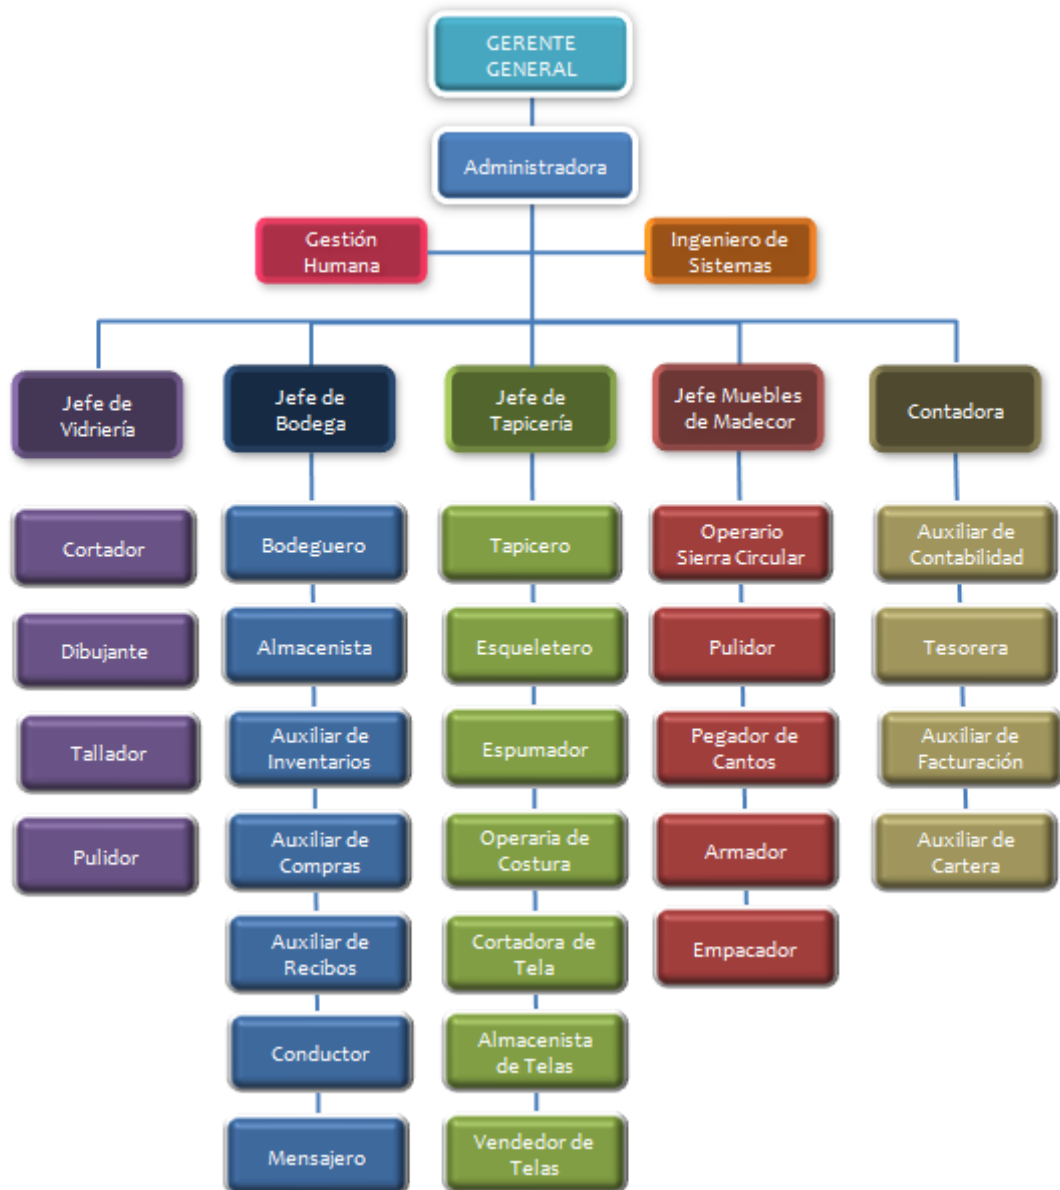 GERENTE
GENERAL
Administradora
Gestión
Humana
Ingeniero de
Sistemas
Jefe de
Vidriería
Jefe de
Bodega
Jefe de
Tapicería
Jefe Muebles
de Madecor
Contadora
Cortador
Dibujante
Tallador
Pulidor
Bodeguero
Almacenista
Auxiliar de
Inventarios
Auxiliar de
Compras
Auxiliar de
Recibos
Conductor
Mensajero
Tapicero
Esqueletero
Espumador
Operaria de
Costura
Cortadora de
Tela
Almacenista
de Telas
Vendedor de
Telas
Operario
Sierra Circular
Pulidor
Pegador de
Cantos
Armador
Empacador
Auxiliar de
Contabilidad
Tesorera
Auxiliar de
Facturación
Auxiliar de
Cartera